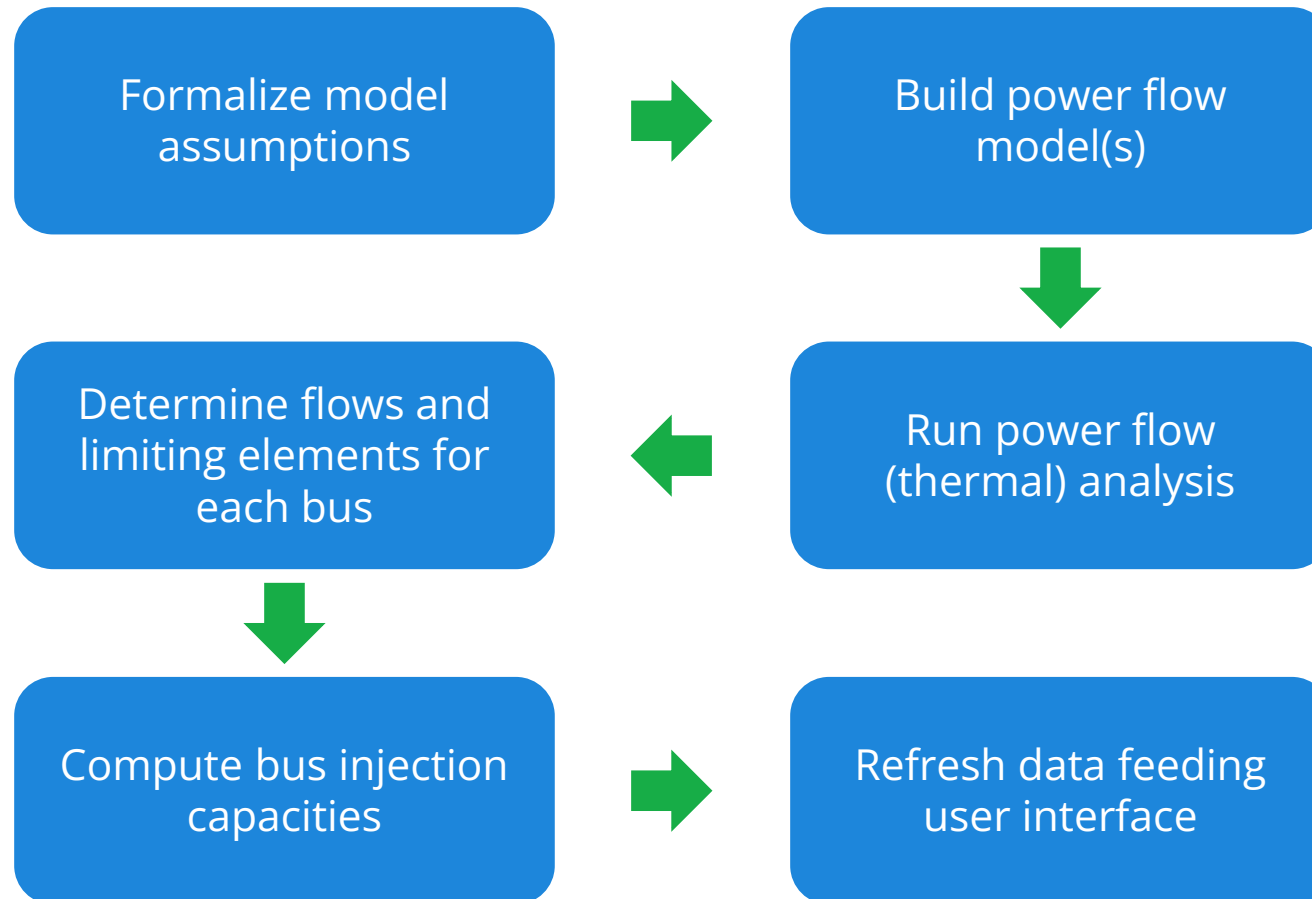 Formalize model
assumptions
Build power flow
model(s)
Run power flow
(thermal) analysis
Determine flows and
limiting elements for
each bus
Compute bus injection
capacities
Refresh data feeding
user interface